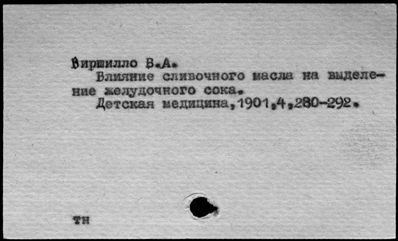 Виршилло В.А.
Влияние сливочного масла на выделе-
ние желудочного сока.
Детская медицина,1901,4,280-292.
тн